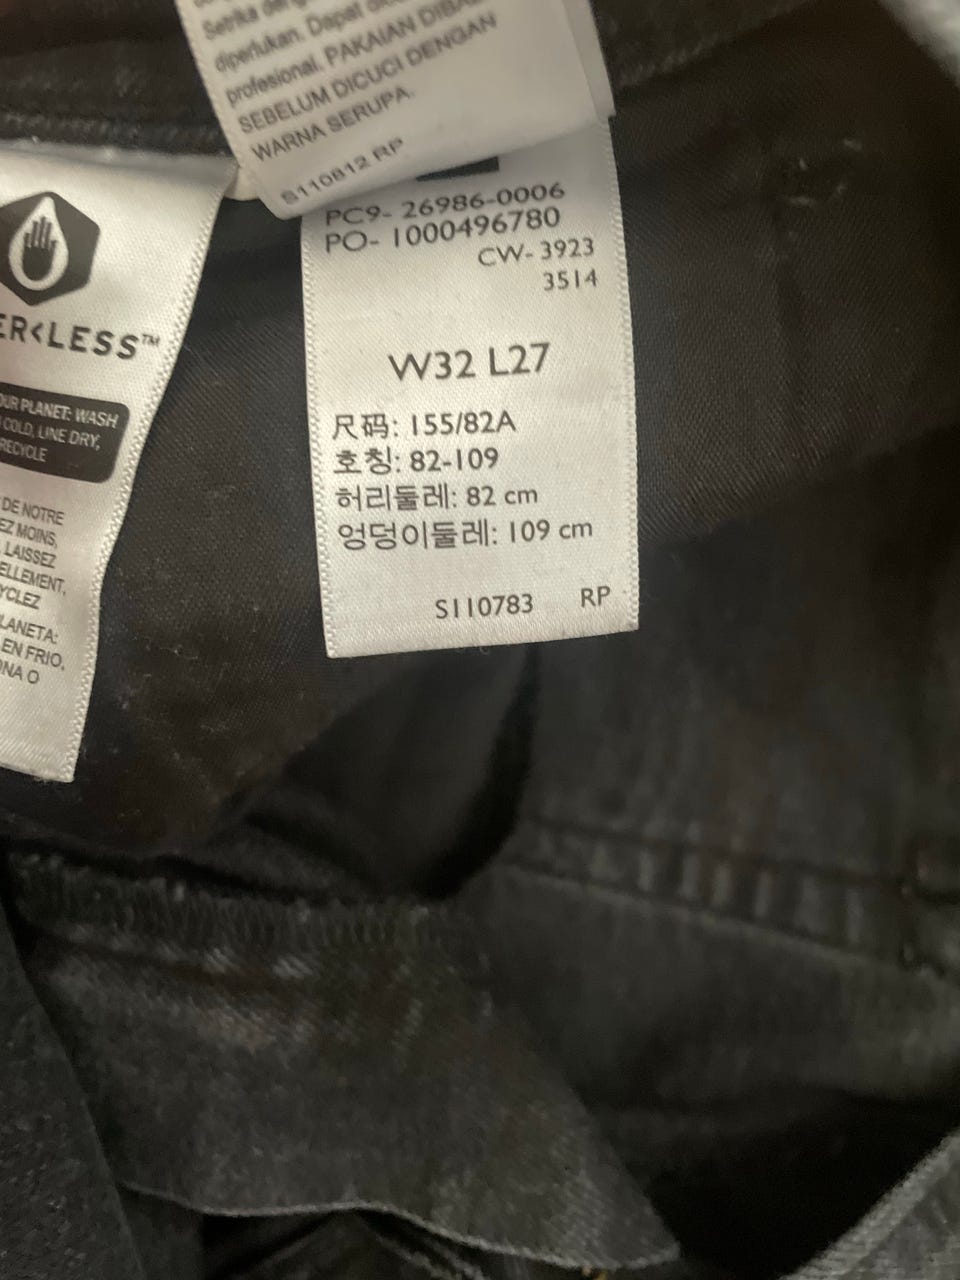 Setrika
diperlukan. Dapat
profesional. PAKAIAN
SEBELUM DICUCI DENGAN
WARNA SERUPA.
S110812 RP
PC9- 26986-0006
PO- 1000496780
CW- 3923
3514
W32 L27
尺码: 155/82A
호칭: 82-109
허리둘레: 82 cm
엉덩이둘레: 109 cm
S110783 RP
ER<LESS™
OUR PLANET: WASH
COLD, LINE DRY,
RECYCLE
DE NOTRE
EZ MOINS,
LAISSEZ
ELLEMENT,
YCLEZ
LANETA:
EN FRIO,
ONA O